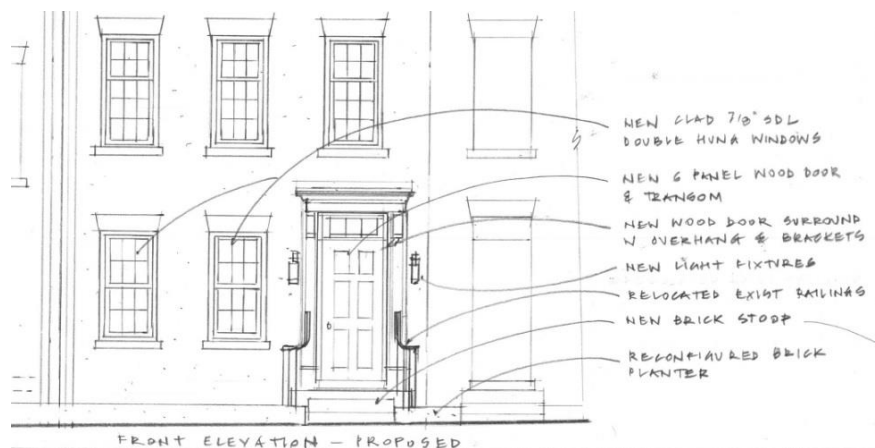 NEW CLAD 7/8" SDL
DOUBLE HUNG WINDOWS
NEW 6 PANEL WOOD DOOR
& TRANSOM
NEW WOOD DOOR SURROUND
W OVERHANG & BRACKETS
NEW LIGHT FIXTURES
RELOCATED EXIST RAILINGS
NEW BRICK STOOP
RECONFIGURED BRICK
PLANTER
FRONT ELEVATION – PROPOSED